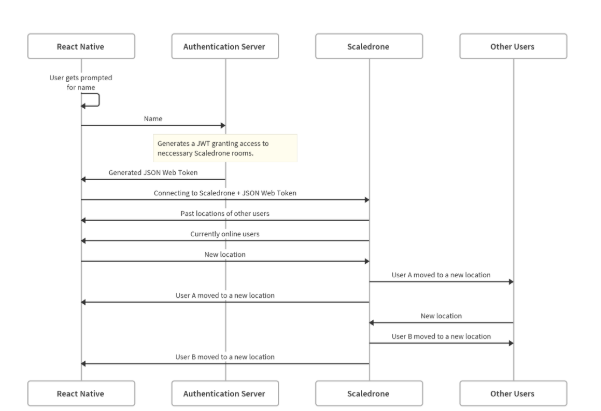 React Native
Authentication Server
Scaledrone
Other Users
User gets prompted
for name
Name
Generates a JWT granting access to
neccessary Scaledrone rooms.
Generated JSON Web Token
Connecting to Scaledrone + JSON Web Token
Past locations of other users
Currently online users
New location
User A moved to a new location
User A moved to a new location
New location
User B moved to a new location
User B moved to a new location
React Native
Authentication Server
Scaledrone
Other Users